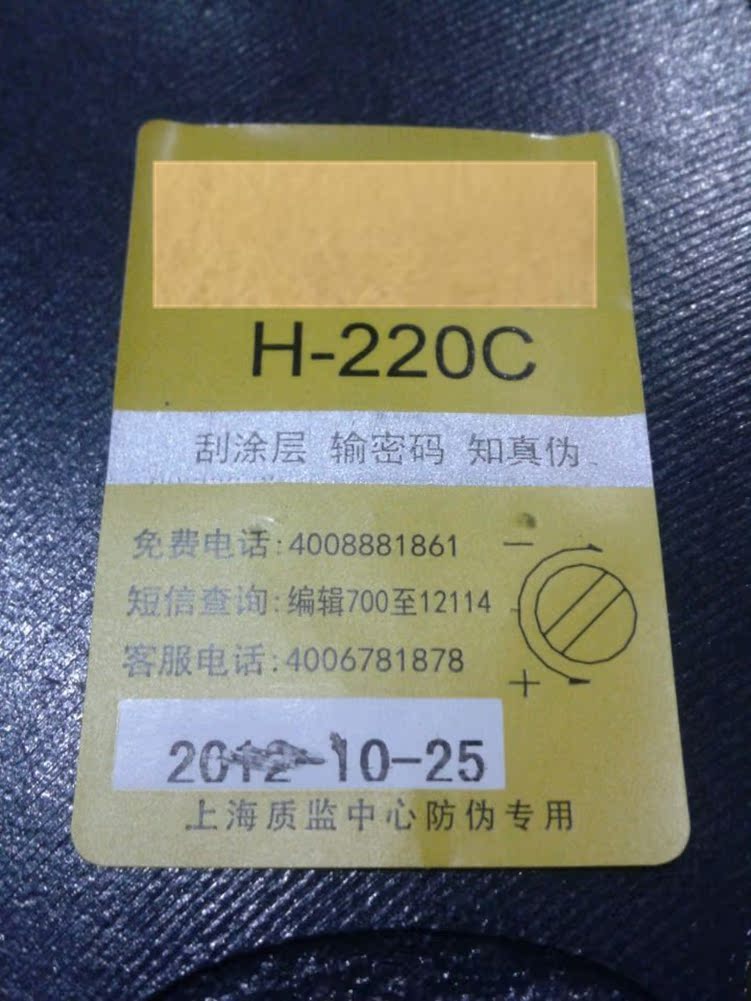 H-220C
刮涂层 输密码 知真伪
免费电话:4008881861
短信查询:编辑700至12114
客服电话:4006781878
- +
2012-10-25
上海质监中心防伪专用